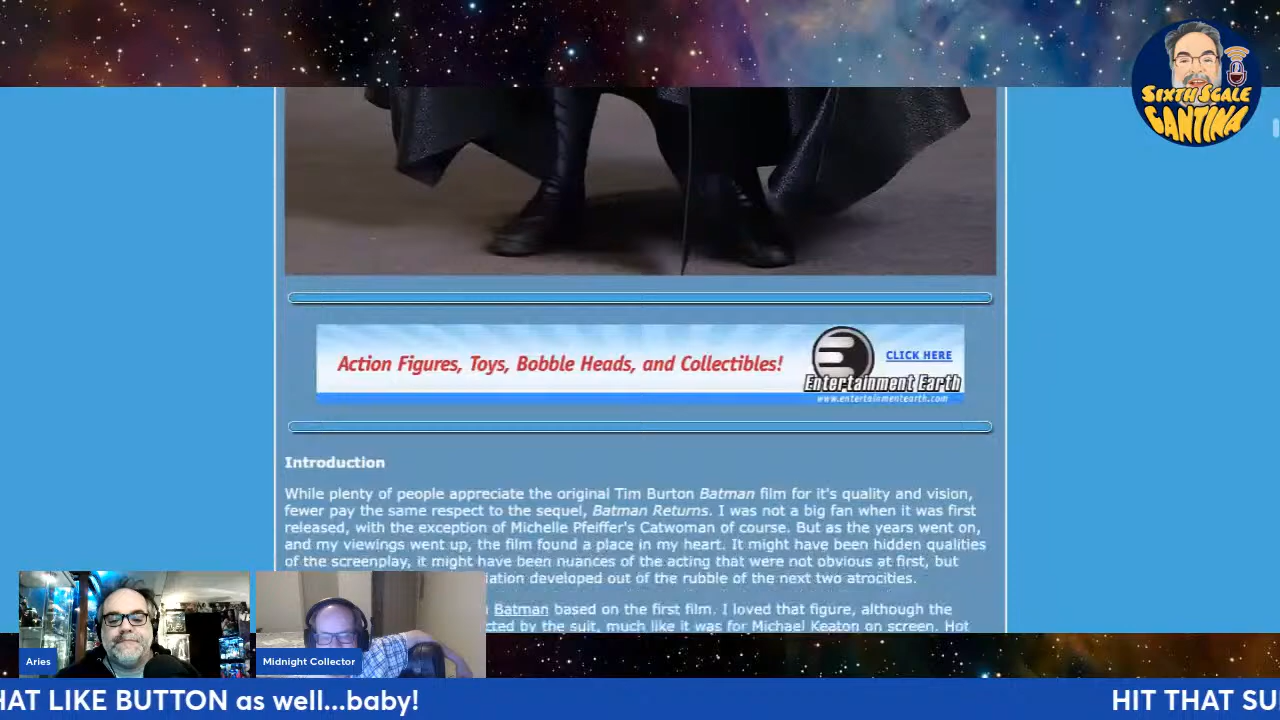 SIXTH SCALE
CANTINA
Action Figures, Toys, Bobble Heads, and Collectibles!
CLICK HERE
Entertainment Earth
www.entertainmentearth.com
Introduction
While plenty of people appreciate the original Tim Burton Batman film for it's quality and vision,
fewer pay the same respect to the sequel, Batman Returns. I was not a big fan when it was first
released, with the exception of Michelle Pfeiffer's Catwoman of course. But as the years went on,
and my viewings went up, the film found a place in my heart. It might have been hidden qualities
of the screenplay, it might have been nuances of the acting that were not obvious at first, but
lation developed out of the rubble of the next two atrocities.
Batman based on the first film. I loved that figure, although the
cted by the suit, much like it was for Michael Keaton on screen. Hot
Aries
Midnight Collector
HAT LIKE BUTTON as well...baby!
HIT THAT SU